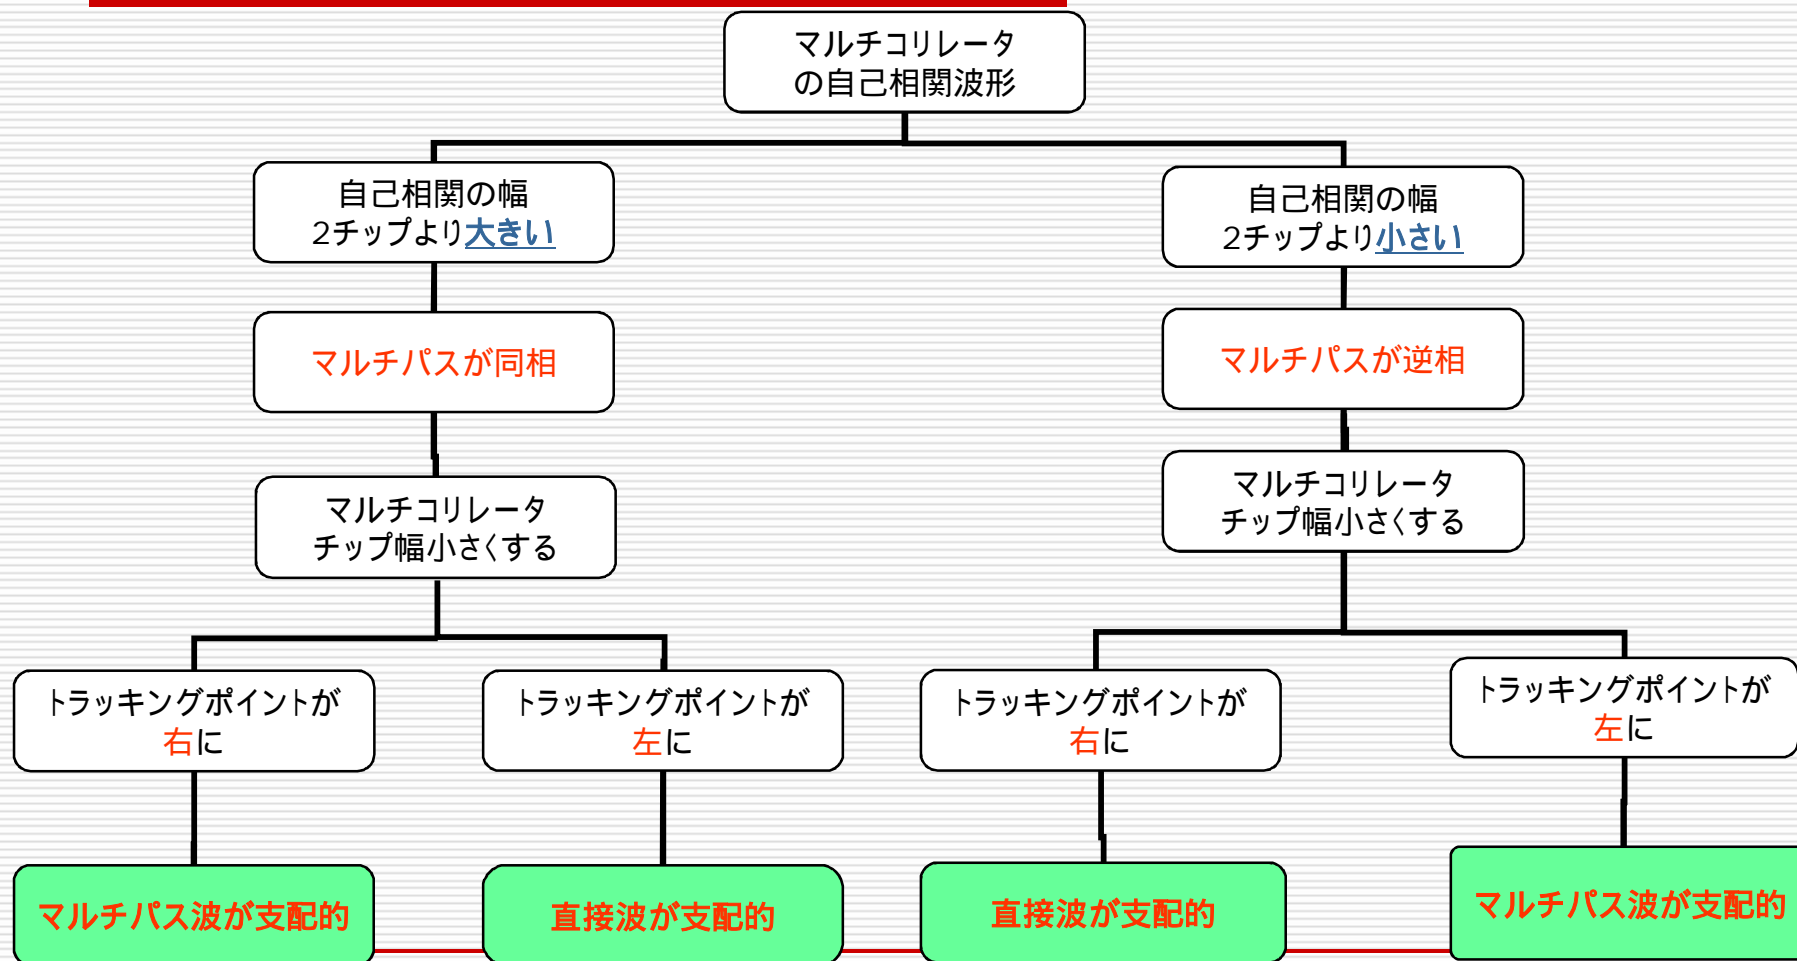 マルチコリレータ
の自己相関波形
自己相関の幅
2チップより大きい
自己相関の幅
2チップより小さい
マルチパスが同相
マルチパスが逆相
マルチコリレータ
チップ幅小さくする
マルチコリレータ
チップ幅小さくする
トラッキングポイントが
右に
トラッキングポイントが
左に
トラッキングポイントが
右に
トラッキングポイントが
左に
マルチパス波が支配的
直接波が支配的
直接波が支配的
マルチパス波が支配的